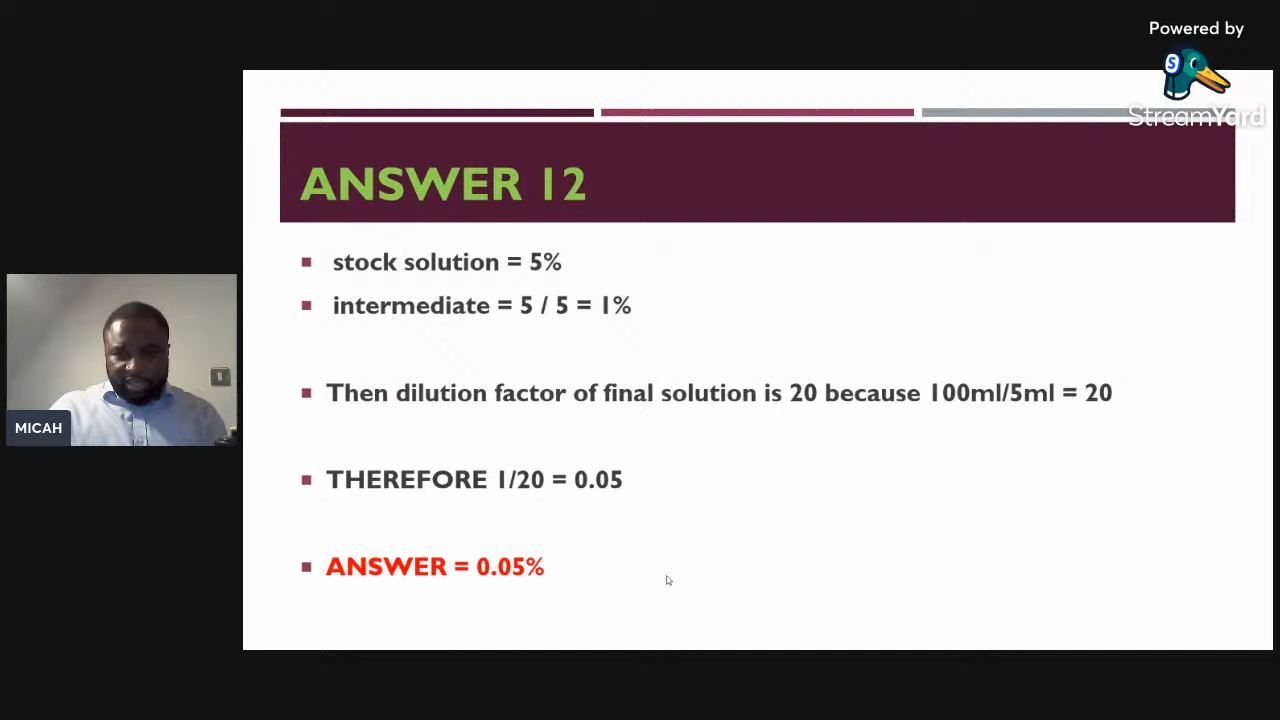 Powered by
StreamYard
ANSWER 12
stock solution = 5%
intermediate = 5 / 5 = 1%
Then dilution factor of final solution is 20 because 100ml/5ml = 20
THEREFORE 1/20 = 0.05
ANSWER = 0.05%
MICAH